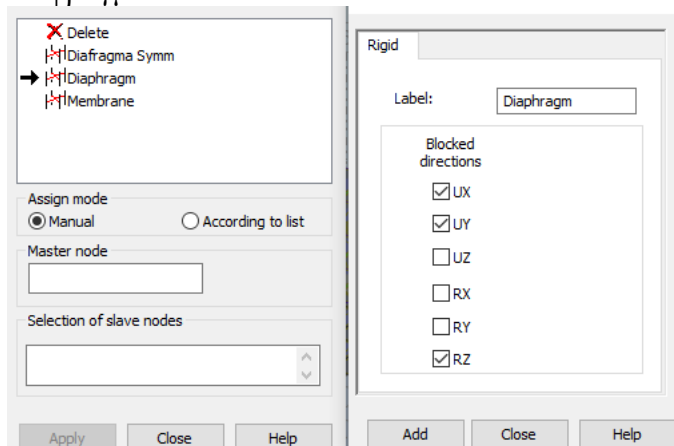 Delete
Diafragma Symm
Diaphragm
Membrane
Assign mode
Manual
According to list
Master node
Selection of slave nodes
Apply
Close
Help
Rigid
Label:
Diaphragm
Blocked
directions
UX
UY
UZ
RX
RY
RZ
Add
Close
Help